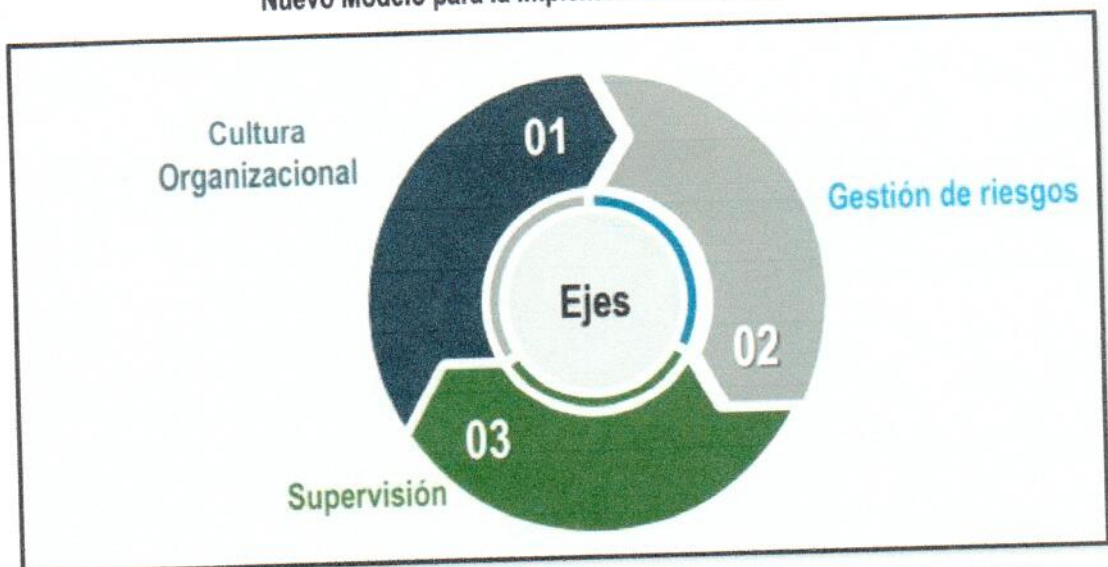 Nuevo Modelo para la
Cultura
Organizacional
01
Gestión de riesgos
Ejes
02
03
Supervisión